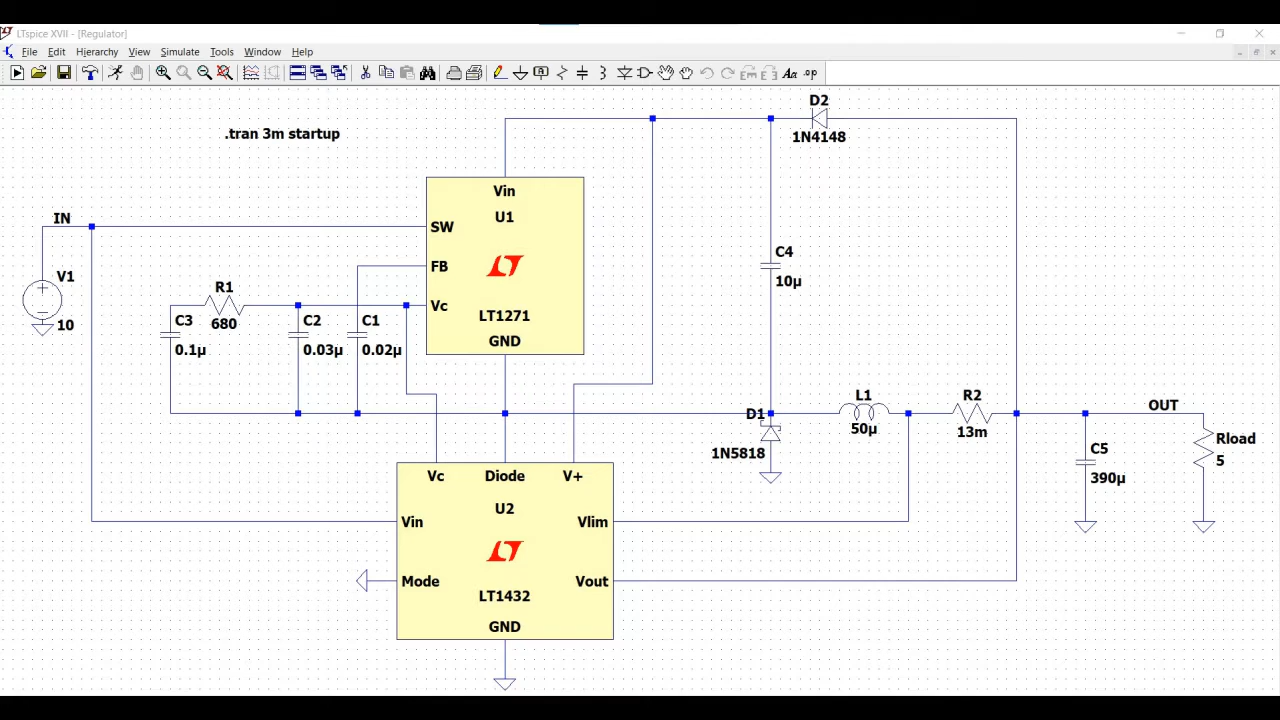 LTspice XVII - [Regulator]
File Edit Hierarchy View Simulate Tools Window Help
.op
D2
1N4148
.tran 3m startup
Vin
U1
IN
SW
FB
Vc
LT1271
GND
V1
10
R1
680
C3
0.1µ
C2
0.03µ
C1
0.02µ
C4
10µ
D1
1N5818
L1
50µ
R2
13m
OUT
C5
390µ
Rload
5
Vc Diode V+
U2
Vin
Vlim
Mode
Vout
LT1432
GND